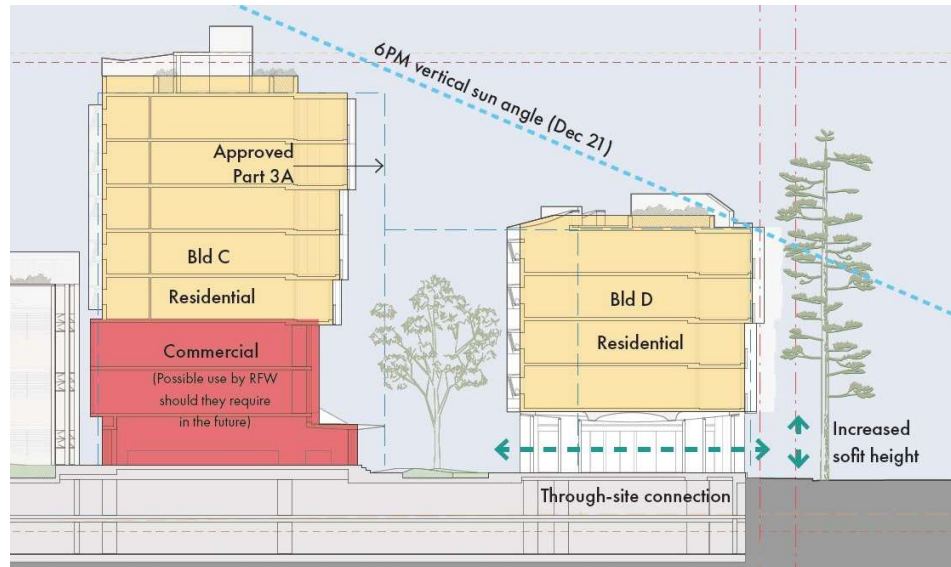 6PM vertical sun angle (Dec 21)
Approved
Part 3A
Bld C
Residential
Commercial
(Possible use by RFW
should they require
in the future)
Bld D
Residential
Increased
sofit height
Through-site connection